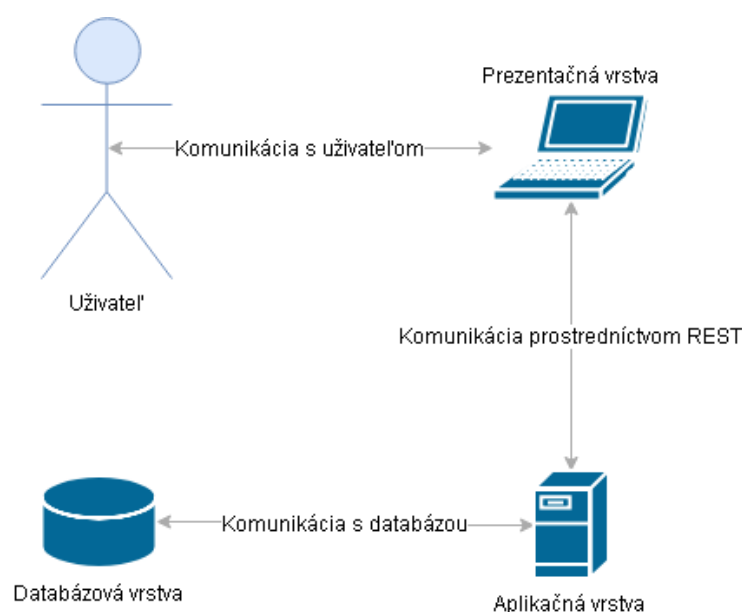 Prezentačná vrstva
Komunikácia s uživateľom
Uživateľ
Komunikácia prostredníctvom REST
Komunikácia s databázou
Databázová vrstva
Aplikačná vrstva